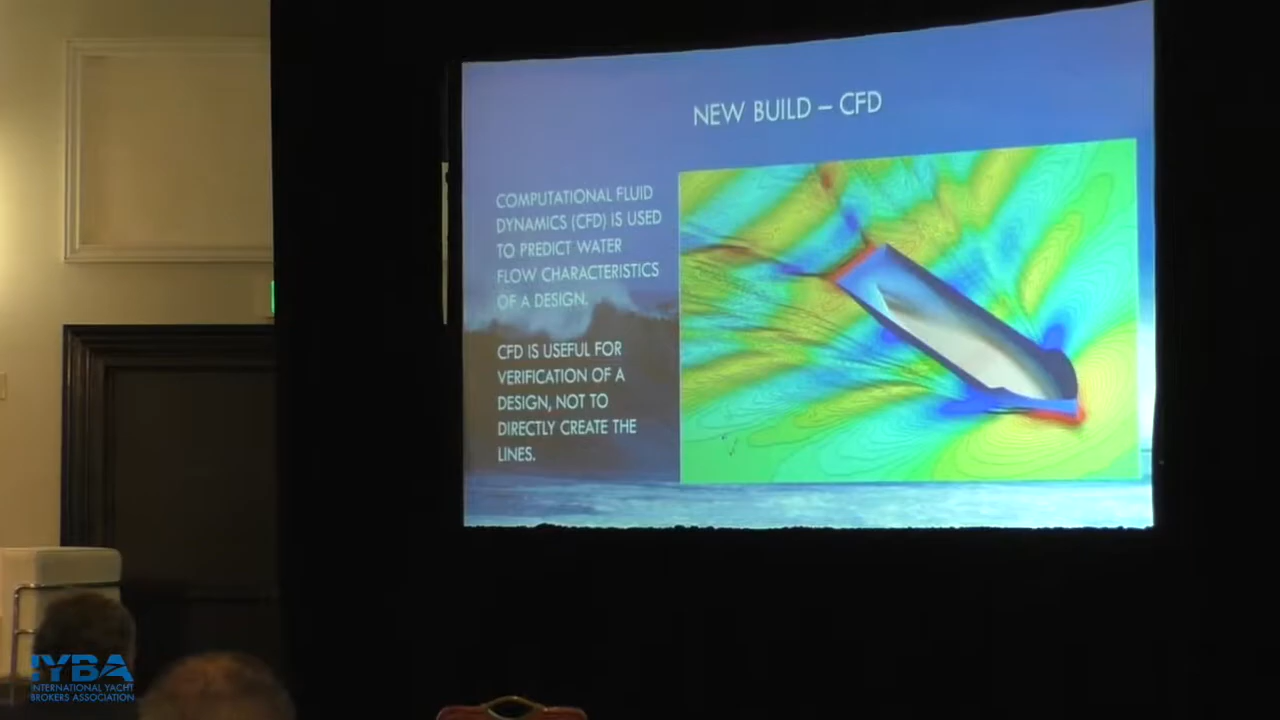 NEW BUILD – CFD
COMPUTATIONAL FLUID
DYNAMICS (CFD) IS USED
TO PREDICT WATER
FLOW CHARACTERISTICS
OF A DESIGN.
CFD IS USEFUL FOR
VERIFICATION OF A
DESIGN, NOT TO
DIRECTLY CREATE THE
LINES.
IYBA
INTERNATIONAL YACHT
BROKERS ASSOCIATION